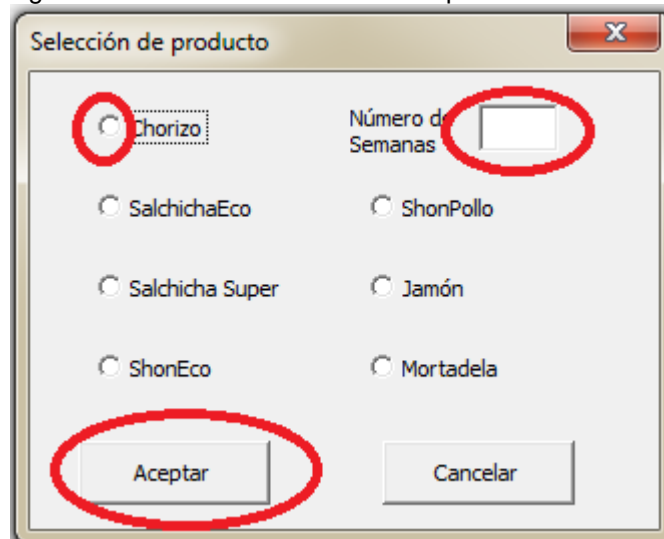 Selección de producto
Chorizo
Número de
Semanas
SalchichaEco
ShonPollo
Salchicha Super
Jamón
ShonEco
Mortadela
Aceptar
Cancelar